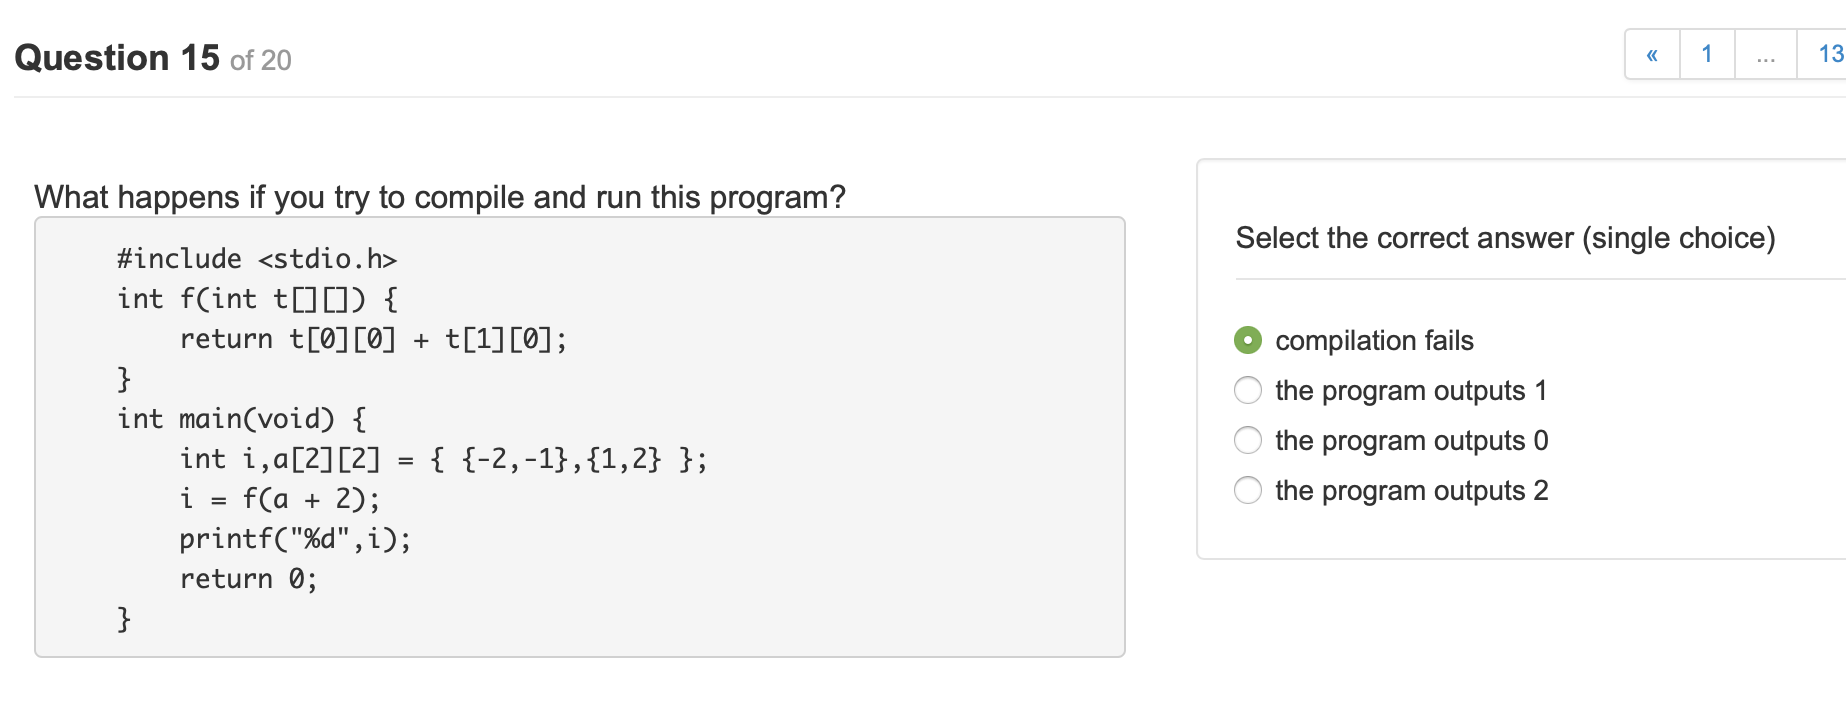 Question 15 of 20
« 1 ... 13
What happens if you try to compile and run this program?
#include <stdio.h>
int f(int t[][]) {
    return t[0][0] + t[1][0];
}
int main(void) {
    int i,a[2][2] = { {-2,-1},{1,2} };
    i = f(a + 2);
    printf("%d",i);
    return 0;
}
Select the correct answer (single choice)
compilation fails
the program outputs 1
the program outputs 0
the program outputs 2